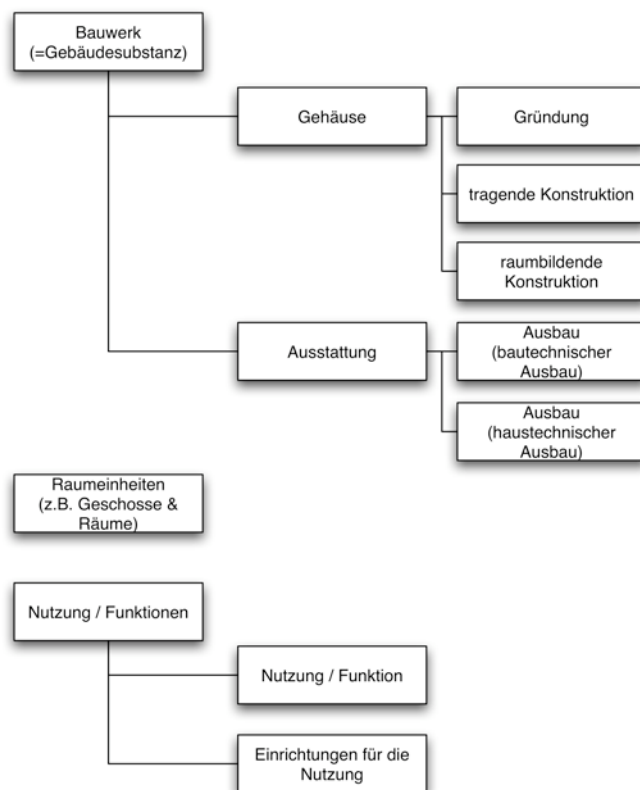 Bauwerk
(=Gebäudesubstanz)
Gehäuse
Gründung
tragende Konstruktion
raumbildende
Konstruktion
Ausstattung
Ausbau
(bautechnischer
Ausbau)
Ausbau
(haustechnischer
Ausbau)
Raumeinheiten
(z.B. Geschosse &
Räume)
Nutzung / Funktionen
Nutzung / Funktion
Einrichtungen für die
Nutzung